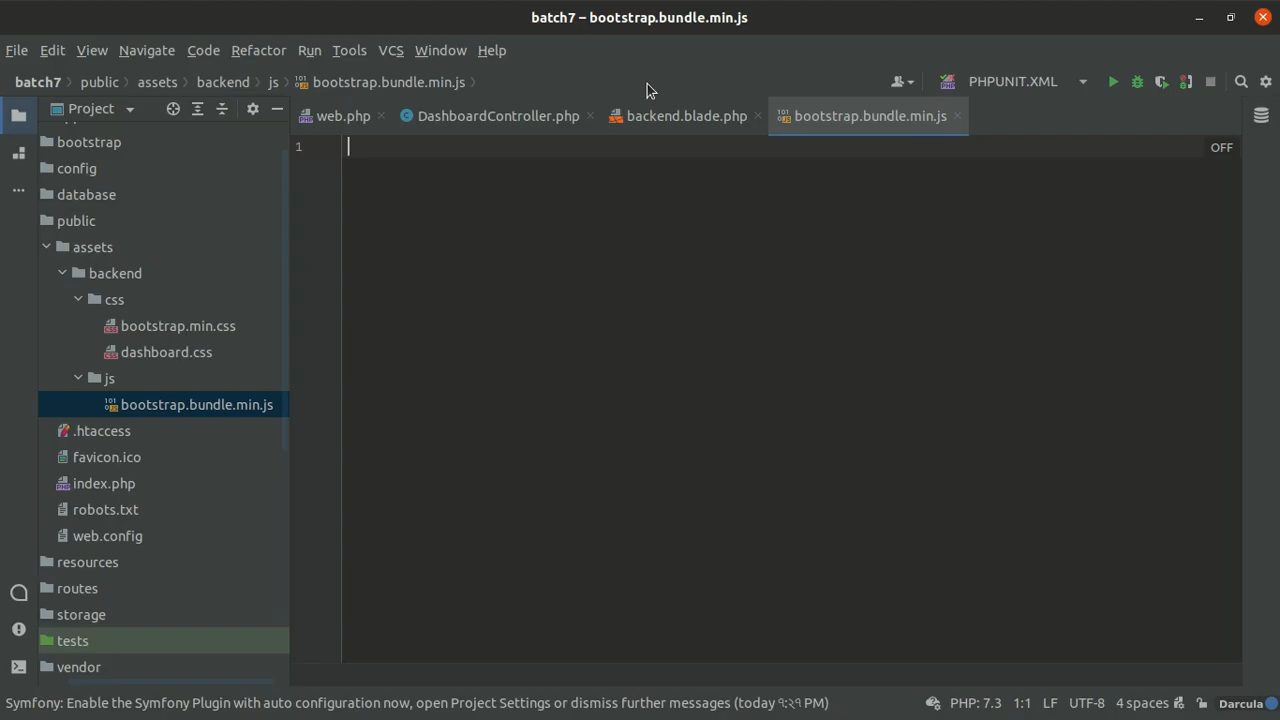 batch7 – bootstrap.bundle.min.js
File Edit View Navigate Code Refactor Run Tools VCS Window Help
batch7 public assets backend js bootstrap.bundle.min.js
PHPUNIT.XML
Project
web.php DashboardController.php backend.blade.php bootstrap.bundle.min.js
1
OFF
bootstrap
config
database
public
assets
backend
css
bootstrap.min.css
dashboard.css
js
bootstrap.bundle.min.js
.htaccess
favicon.ico
index.php
robots.txt
web.config
resources
routes
storage
tests
vendor
Symfony: Enable the Symfony Plugin with auto configuration now, open Project Settings or dismiss further messages (today ৭:২৭ PM)
PHP: 7.3 1:1 LF UTF-8 4 spaces Darcula